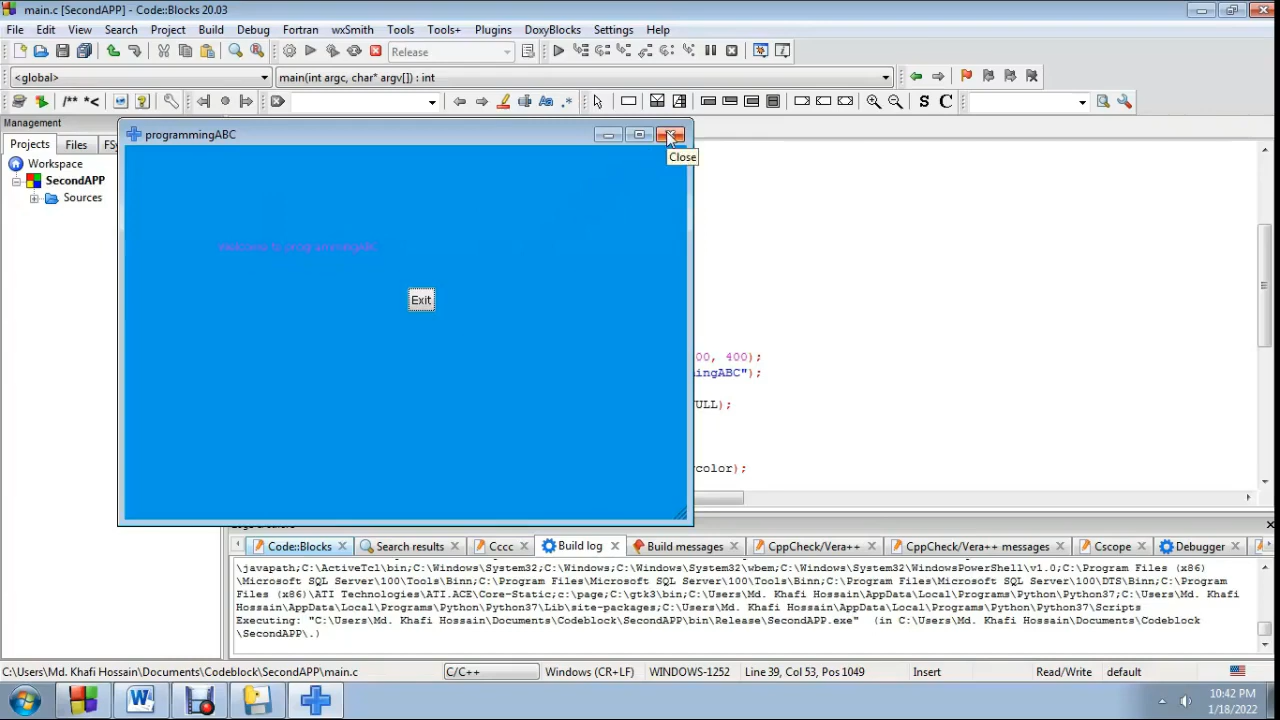 main.c [SecondAPP] - Code::Blocks 20.03
File Edit View Search Project Build Debug Fortran wxSmith Tools Tools+ Plugins DoxyBlocks Settings Help
Release
<global> main(int argc, char* argv[]) : int
/** *< S C
Management
Projects Files FSy
Workspace
SecondAPP
Sources
programmingABC
Close
Exit
00, 400);
ingABC");
ULL);
color);
Code::Blocks Search results Cccc Build log Build messages CppCheck/Vera++ CppCheck/Vera++ messages Cscope Debugger
\javapath;C:\ActiveTcl\bin;C:\Windows\System32;C:\Windows;C:\Windows\System32\wbem;C:\Windows\System32\WindowsPowerShell\v1.0;C:\Program Files (x86)
\Microsoft SQL Server\100\Tools\Binn;C:\Program Files\Microsoft SQL Server\100\Tools\Binn;C:\Program Files\Microsoft SQL Server\100\DTS\Binn;C:\Program
Files (x86)\ATI Technologies\ATI.ACE\Core-Static;c:\page;C:\gtk3\bin;C:\Users\Md. Khafi Hossain\AppData\Local\Programs\Python\Python37;C:\Users\Md. Khafi
Hossain\AppData\Local\Programs\Python\Python37\Lib\site-packages;C:\Users\Md. Khafi Hossain\AppData\Local\Programs\Python\Python37\Scripts
Executing: "C:\Users\Md. Khafi Hossain\Documents\Codeblock\SecondAPP\bin\Release\SecondAPP.exe" (in C:\Users\Md. Khafi Hossain\Documents\Codeblock
\SecondAPP\.)
C:\Users\Md. Khafi Hossain\Documents\Codeblock\SecondAPP\main.c C/C++ Windows (CR+LF) WINDOWS-1252 Line 39, Col 53, Pos 1049 Insert Read/Write default
10:42 PM
1/18/2022